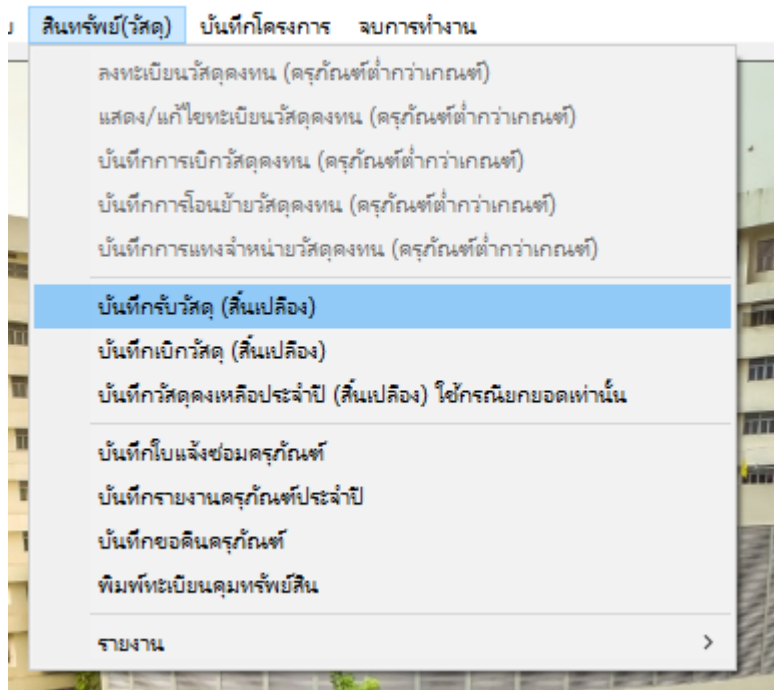 สินทรัพย์(วัสดุ) บันทึกโครงการ จบการทำงาน
ลงทะเบียนวัสดุคงทน (ครุภัณฑ์ต่ำกว่าเกณฑ์)
แสดง/แก้ไขทะเบียนวัสดุคงทน (ครุภัณฑ์ต่ำกว่าเกณฑ์)
บันทึกการเบิกวัสดุคงทน (ครุภัณฑ์ต่ำกว่าเกณฑ์)
บันทึกการโอนย้ายวัสดุคงทน (ครุภัณฑ์ต่ำกว่าเกณฑ์)
บันทึกการแทงจำหน่ายวัสดุคงทน (ครุภัณฑ์ต่ำกว่าเกณฑ์)
บันทึกรับวัสดุ (สิ้นเปลือง)
บันทึกเบิกวัสดุ (สิ้นเปลือง)
บันทึกวัสดุคงเหลือประจำปี (สิ้นเปลือง) ใช้กรณียกยอดเท่านั้น
บันทึกใบแจ้งซ่อมครุภัณฑ์
บันทึกรายงานครุภัณฑ์ประจำปี
บันทึกขอคืนครุภัณฑ์
พิมพ์ทะเบียนคุมทรัพย์สิน
รายงาน